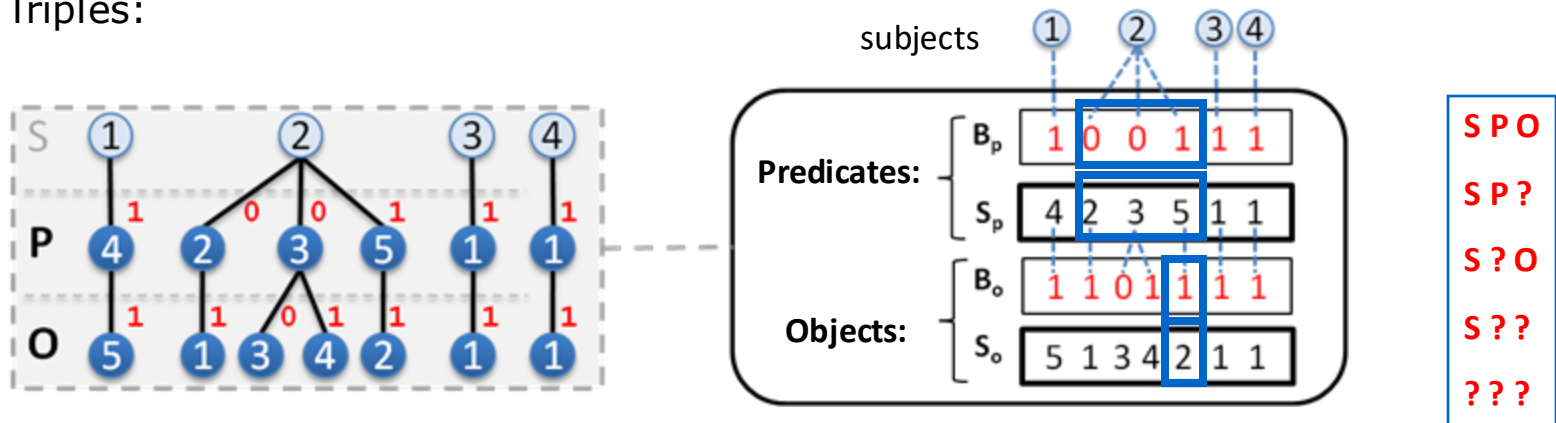 Triples:
S 1 2 3 4
1 0 0 1 1 1
P 4 2 3 5 1 1
1 1 0 1 1 1 1
O 5 1 3 4 2 1 1
subjects 1 2 3 4
Predicates:
Bp 1 0 0 1 1 1
Sp 4 2 3 5 1 1
Objects:
Bo 1 1 0 1 1 1 1
So 5 1 3 4 2 1 1
S P O
S P ?
S ? O
S ? ?
? ? ?